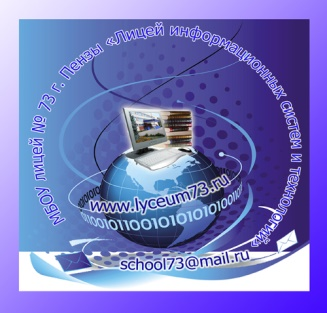 МБОУ лицей № 73 г. Пензы «Лицей информационных систем и технологий»
www.lyceum73.ru
school73@mail.ru